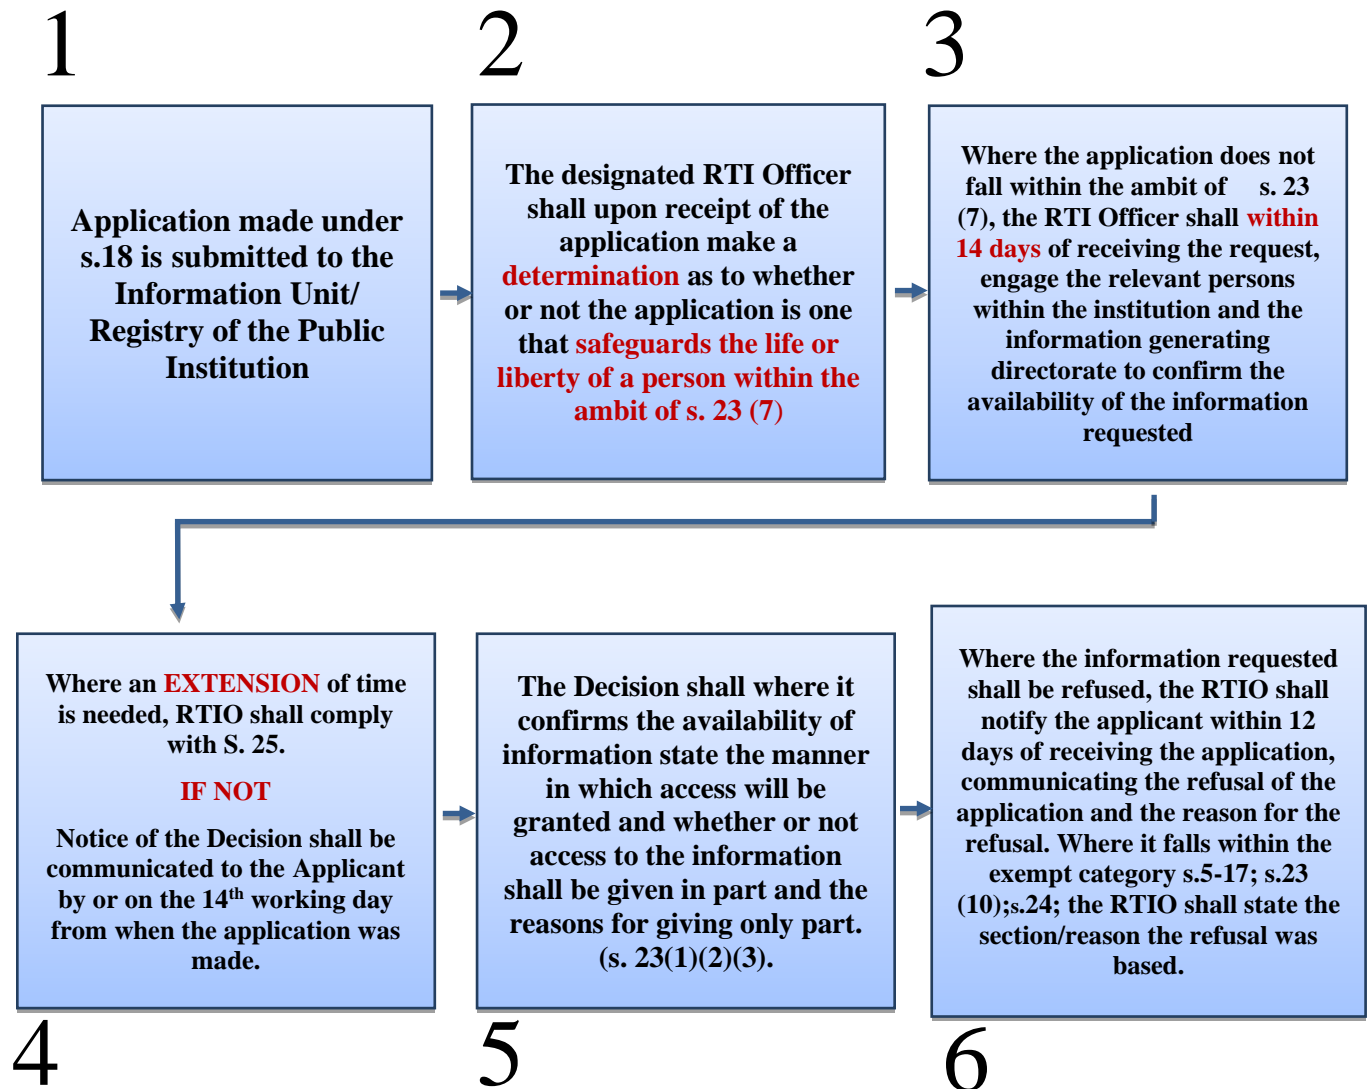 1
2
3
Application made under
s.18 is submitted to the
Information Unit/
Registry of the Public
Institution
The designated RTI Officer
shall upon receipt of the
application make a
determination as to whether
or not the application is one
that safeguards the life or
liberty of a person within the
ambit of s. 23 (7)
Where the application does not
fall within the ambit of s. 23
(7), the RTI Officer shall within
14 days of receiving the request,
engage the relevant persons
within the institution and the
information generating
directorate to confirm the
availability of the information
requested
Where an EXTENSION of time
is needed, RTIO shall comply
with S. 25.
IF NOT
Notice of the Decision shall be
communicated to the Applicant
by or on the 14th working day
from when the application was
made.
The Decision shall where it
confirms the availability of
information state the manner
in which access will be
granted and whether or not
access to the information
shall be given in part and the
reasons for giving only part.
(s. 23(1)(2)(3).
Where the information requested
shall be refused, the RTIO shall
notify the applicant within 12
days of receiving the application,
communicating the refusal of the
application and the reason for the
refusal. Where it falls within the
exempt category s.5-17; s.23
(10);s.24; the RTIO shall state the
section/reason the refusal was
based.
4
5
6